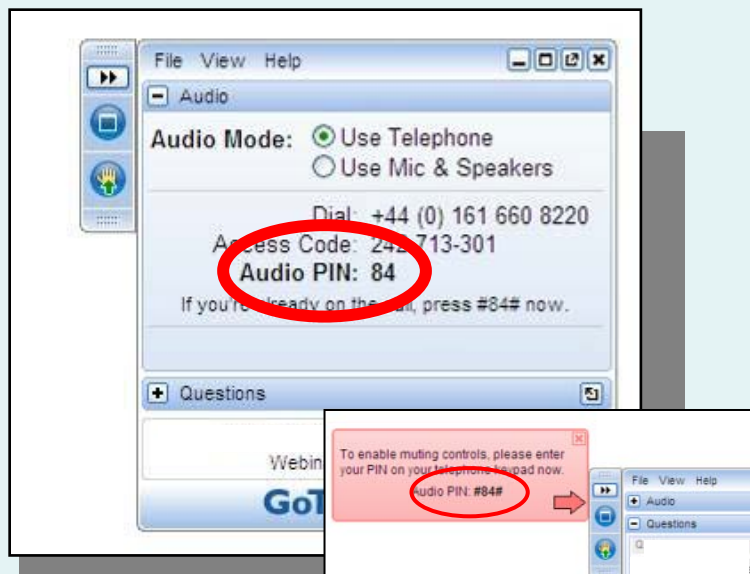 File View Help
Audio
Audio Mode: Use Telephone
Use Mic & Speakers
Dial: +44 (0) 161 660 8220
Access Code: 242-713-301
Audio PIN: 84
If you're already on the call, press #84# now.
Questions
To enable muting controls, please enter
your PIN on your telephone keypad now.
Audio PIN: #84#
File View Help
Audio
Questions
Q